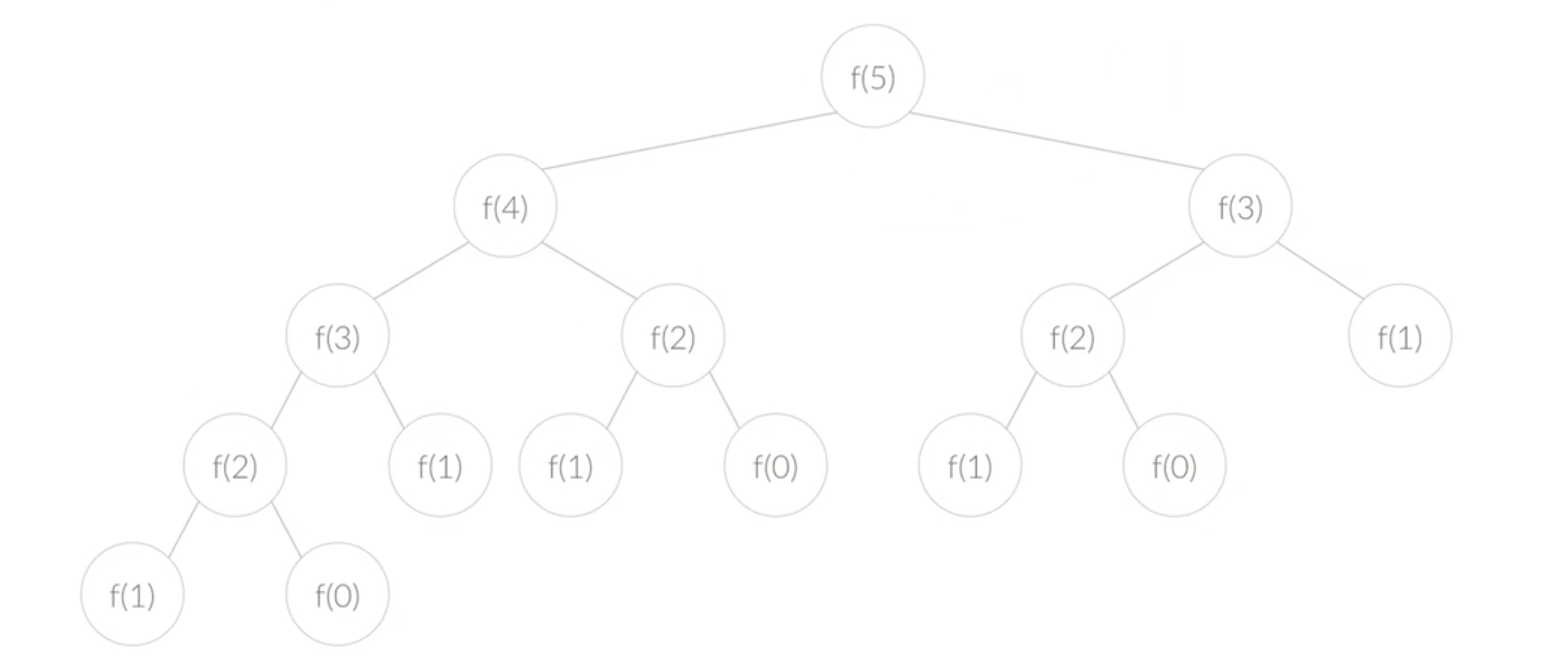 f(5)
f(4) f(3)
f(3) f(2) f(2) f(1)
f(2) f(1) f(1) f(0) f(1) f(0)
f(1) f(0)